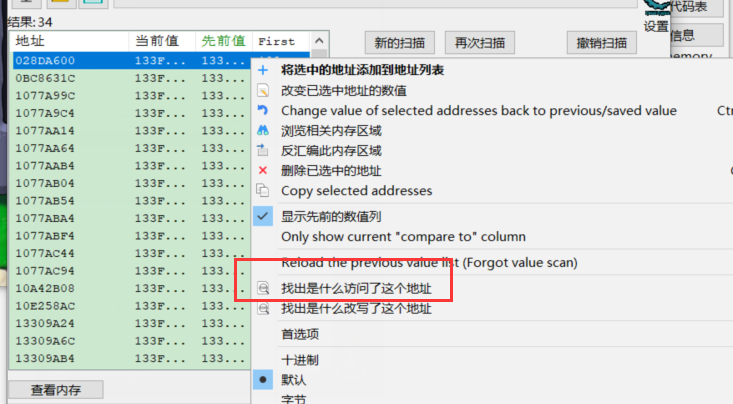 结果: 34
设置
代码表
信息
地址 当前值 先前值 First
新的扫描 再次扫描 撤销扫描
028DA600 133F... 133...
0BC8631C 133F... 133...
1077A99C 133F... 133...
1077A9C4 133F... 133...
1077AA14 133F... 133...
1077AA64 133F... 133...
1077AAB4 133F... 133...
1077AB04 133F... 133...
1077AB54 133F... 133...
1077ABA4 133F... 133...
1077ABF4 133F... 133...
1077AC44 133F... 133...
1077AC94 133F... 133...
10A42B08 133F... 133...
10E258AC 133F... 133...
13309A24 133F... 133...
13309A6C 133F... 133...
13309AB4 133F... 133...
查看内存
将选中的地址添加到地址列表
改变已选中地址的数值
Change value of selected addresses back to previous/saved value Ctr
浏览相关内存区域
反汇编此内存区域
删除已选中的地址
Copy selected addresses
显示先前的数值列
Only show current "compare to" column
Reload the previous value list (Forgot value scan)
找出是什么访问了这个地址
找出是什么改写了这个地址
首选项
十进制
默认
字节